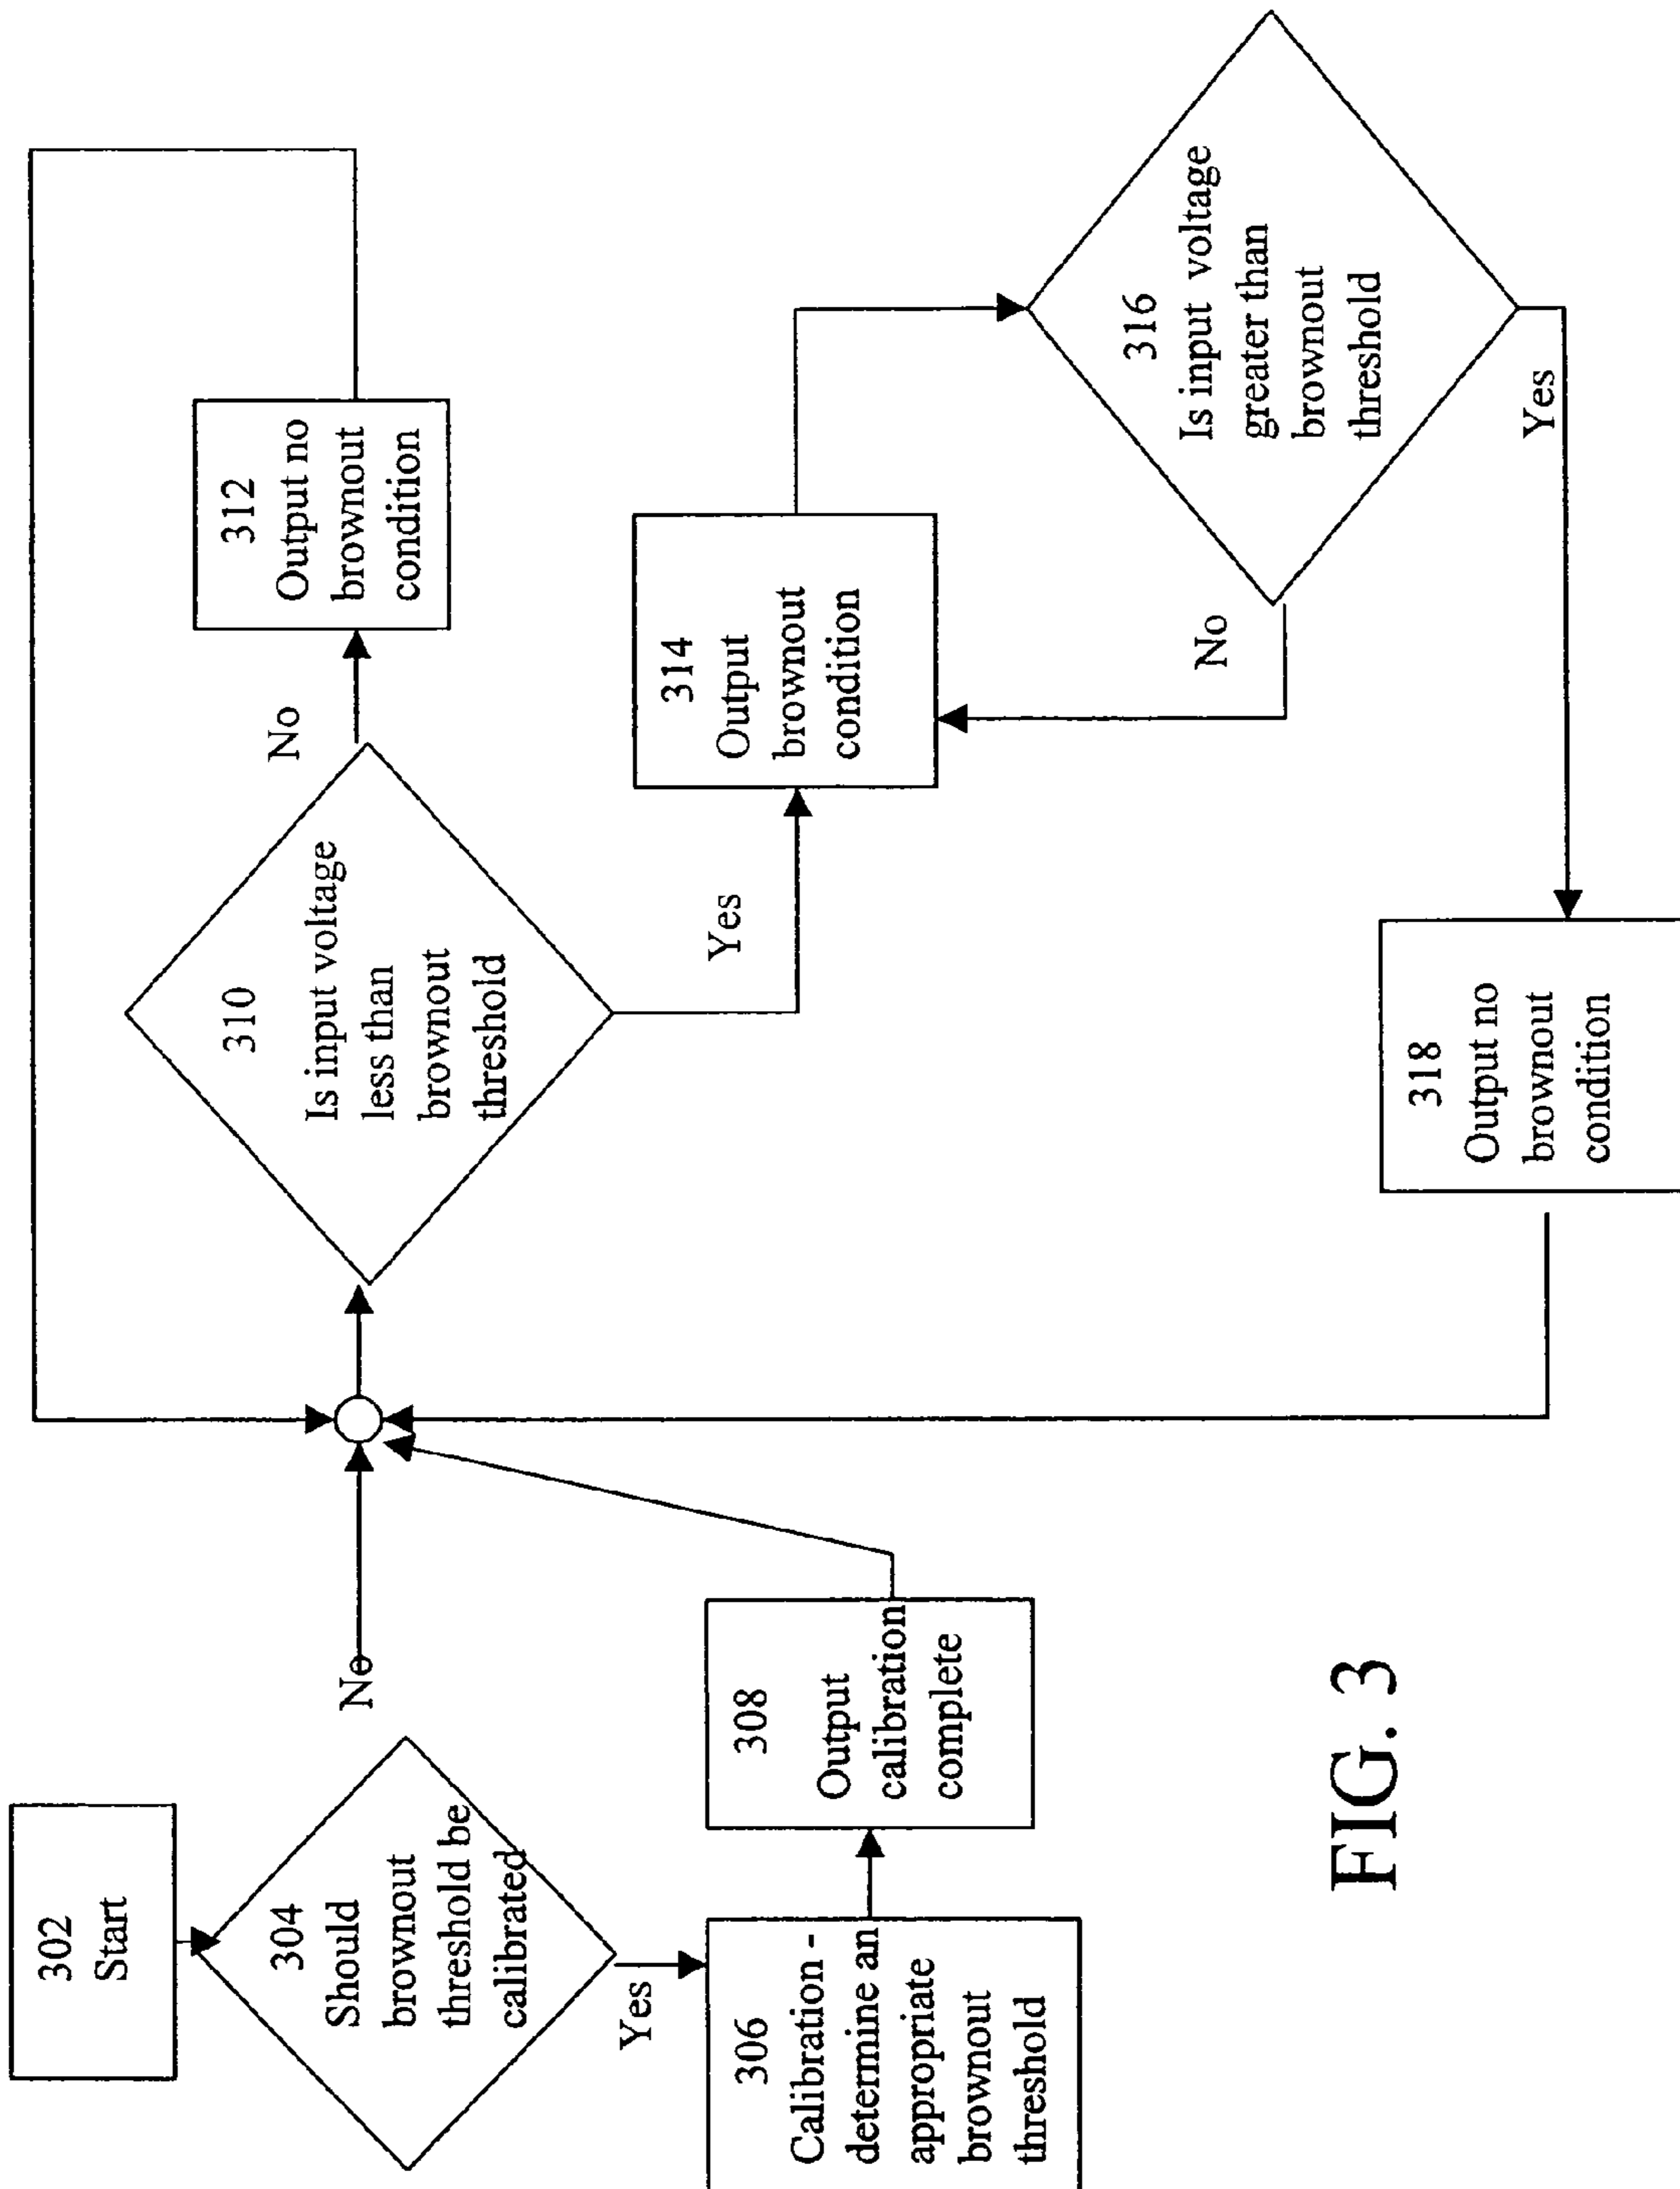 302
Start
304
Should
brownout
threshold be
calibrated
No
Yes
306
Calibration -
determine an
appropriate
brownout
threshold
308
Output
calibration
complete
310
Is input voltage
less than
brownout
threshold
No
Yes
312
Output no
brownout
condition
314
Output
brownout
condition
316
Is input voltage
greater than
brownout
threshold
No
Yes
318
Output no
brownout
condition
FIG. 3